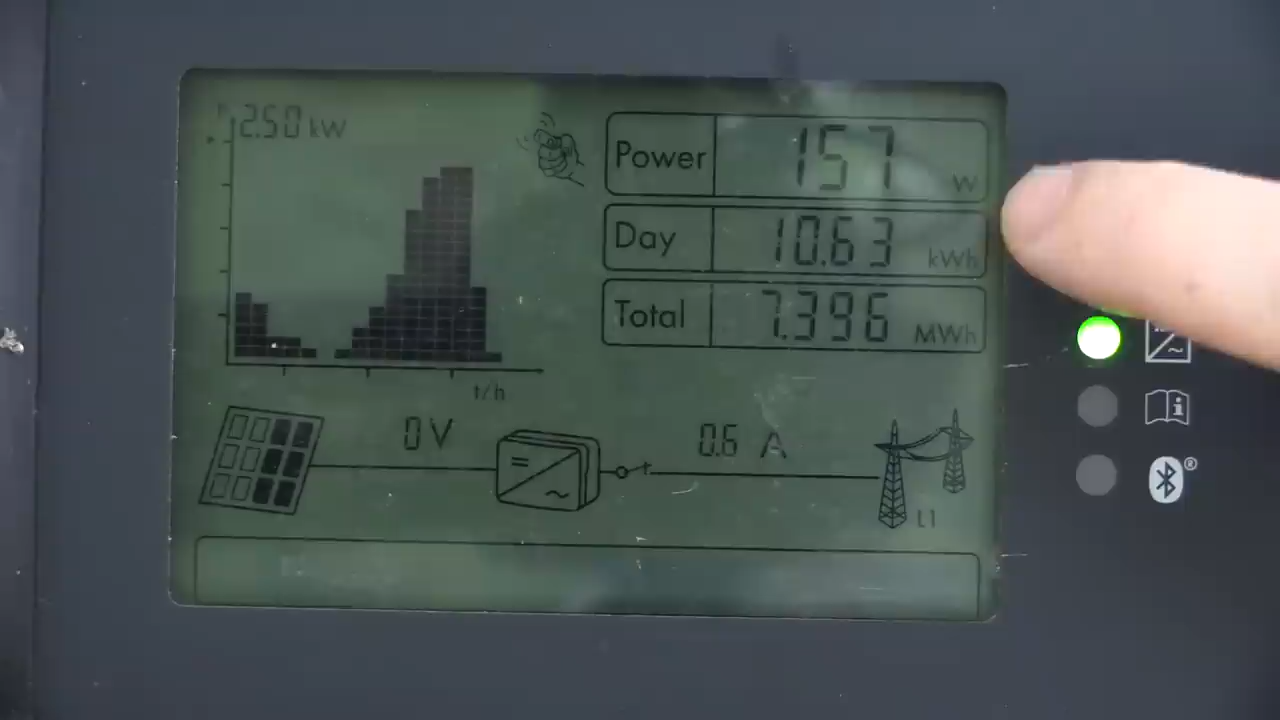 2.50 kW
Power 157 W
Day 10.63 kWh
Total 7.396 MWh
t/h
0 V
0.6 A
L1